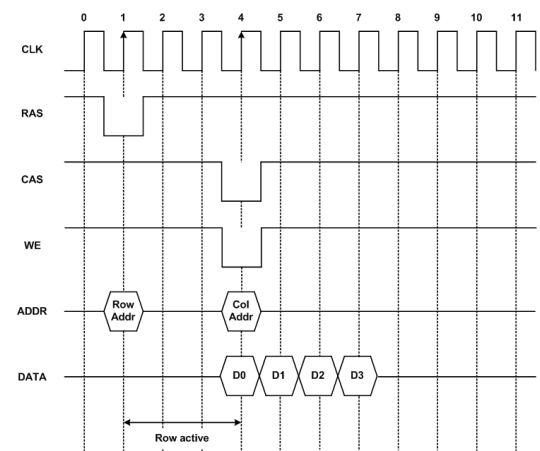 0 1 2 3 4 5 6 7 8 9 10 11
CLK
RAS
CAS
WE
ADDR
Row
Addr
Col
Addr
DATA
D0 D1 D2 D3
Row active